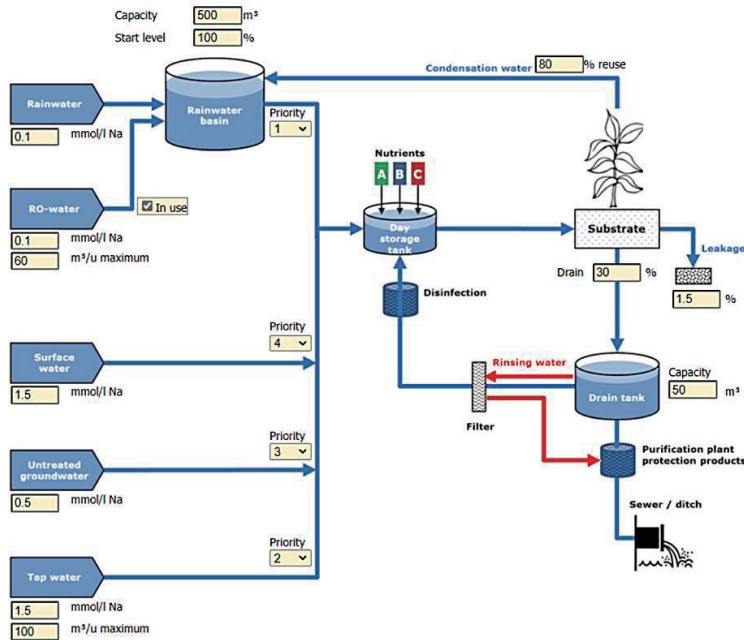 Capacity 500 m³
Start level 100 %
Condensation water 80 % reuse
Rainwater
0.1 mmol/l Na
Rainwater
basin
Priority
1
Nutrients
A B C
RO-water
In use
0.1 mmol/l Na
60 m³/u maximum
Day
storage
tank
Substrate
Leakage
1.5 %
Drain 30 %
Disinfection
Priority
4
Surface
water
1.5 mmol/l Na
Rinsing water
Filter
Drain tank
Capacity
50 m³
Priority
3
Untreated
groundwater
0.5 mmol/l Na
Purification plant
protection products
Sewer / ditch
Priority
2
Tap water
1.5 mmol/l Na
100 m³/u maximum